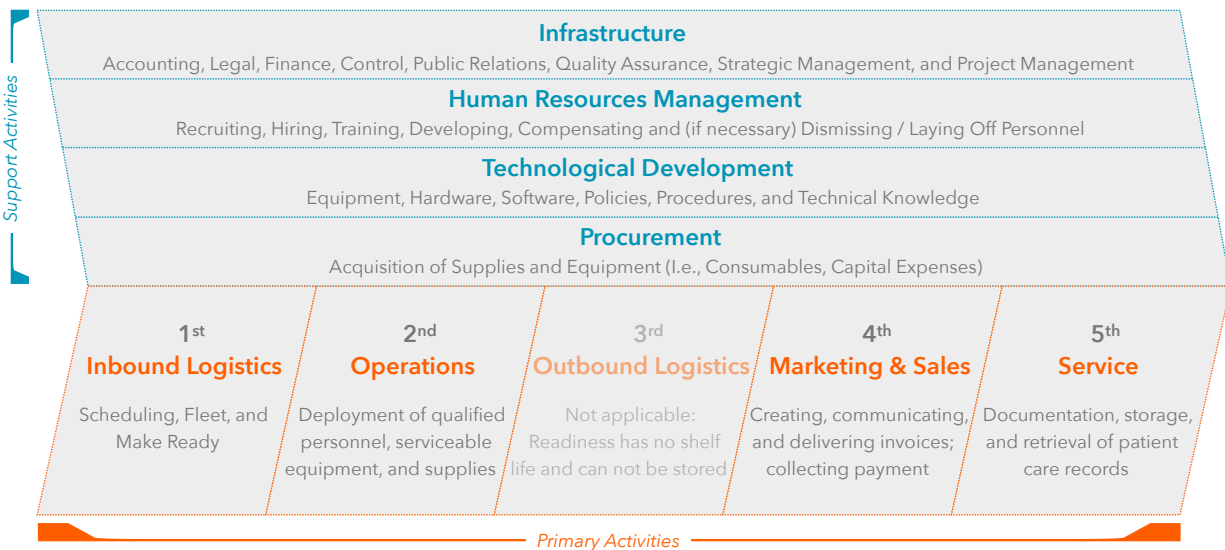 Support Activities
Infrastructure
Accounting, Legal, Finance, Control, Public Relations, Quality Assurance, Strategic Management, and Project Management
Human Resources Management
Recruiting, Hiring, Training, Developing, Compensating and (if necessary) Dismissing / Laying Off Personnel
Technological Development
Equipment, Hardware, Software, Policies, Procedures, and Technical Knowledge
Procurement
Acquisition of Supplies and Equipment (I.e., Consumables, Capital Expenses)
1st
Inbound Logistics
Scheduling, Fleet, and
Make Ready
2nd
Operations
Deployment of qualified
personnel, serviceable
equipment, and supplies
3rd
Outbound Logistics
Not applicable:
Readiness has no shelf
life and can not be stored
4th
Marketing & Sales
Creating, communicating,
and delivering invoices;
collecting payment
5th
Service
Documentation, storage,
and retrieval of patient
care records
Primary Activities